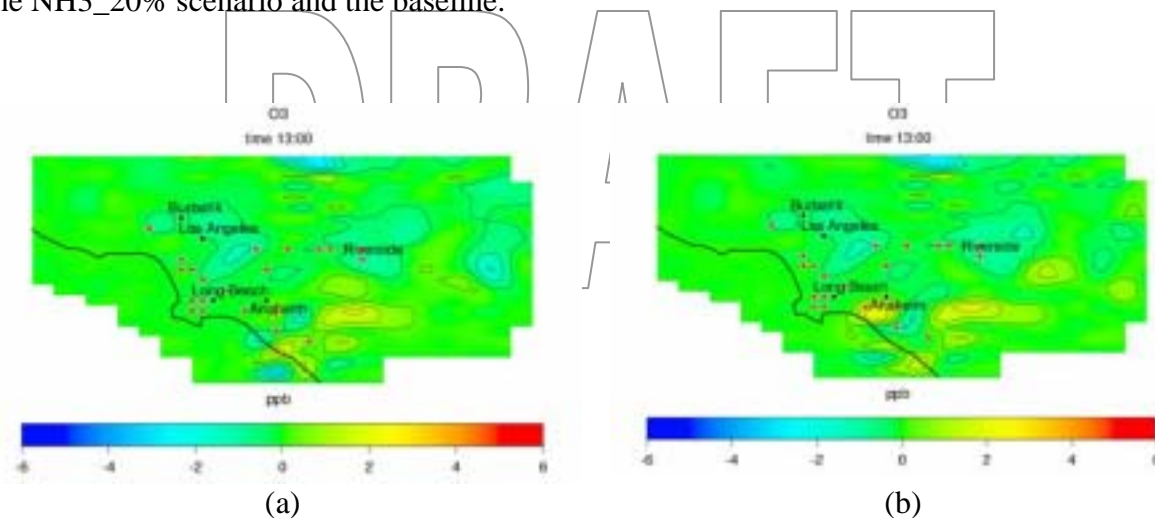 he NH3_20% scenario and the baseline.
DRAFT
O3
time 13:00
Burbank
Los Angeles
Riverside
Long Beach
Anaheim
ppb
-6 -4 -2 0 2 4 6
(a)
O3
time 13:00
Burbank
Los Angeles
Riverside
Long Beach
Anaheim
ppb
-6 -4 -2 0 2 4 6
(b)